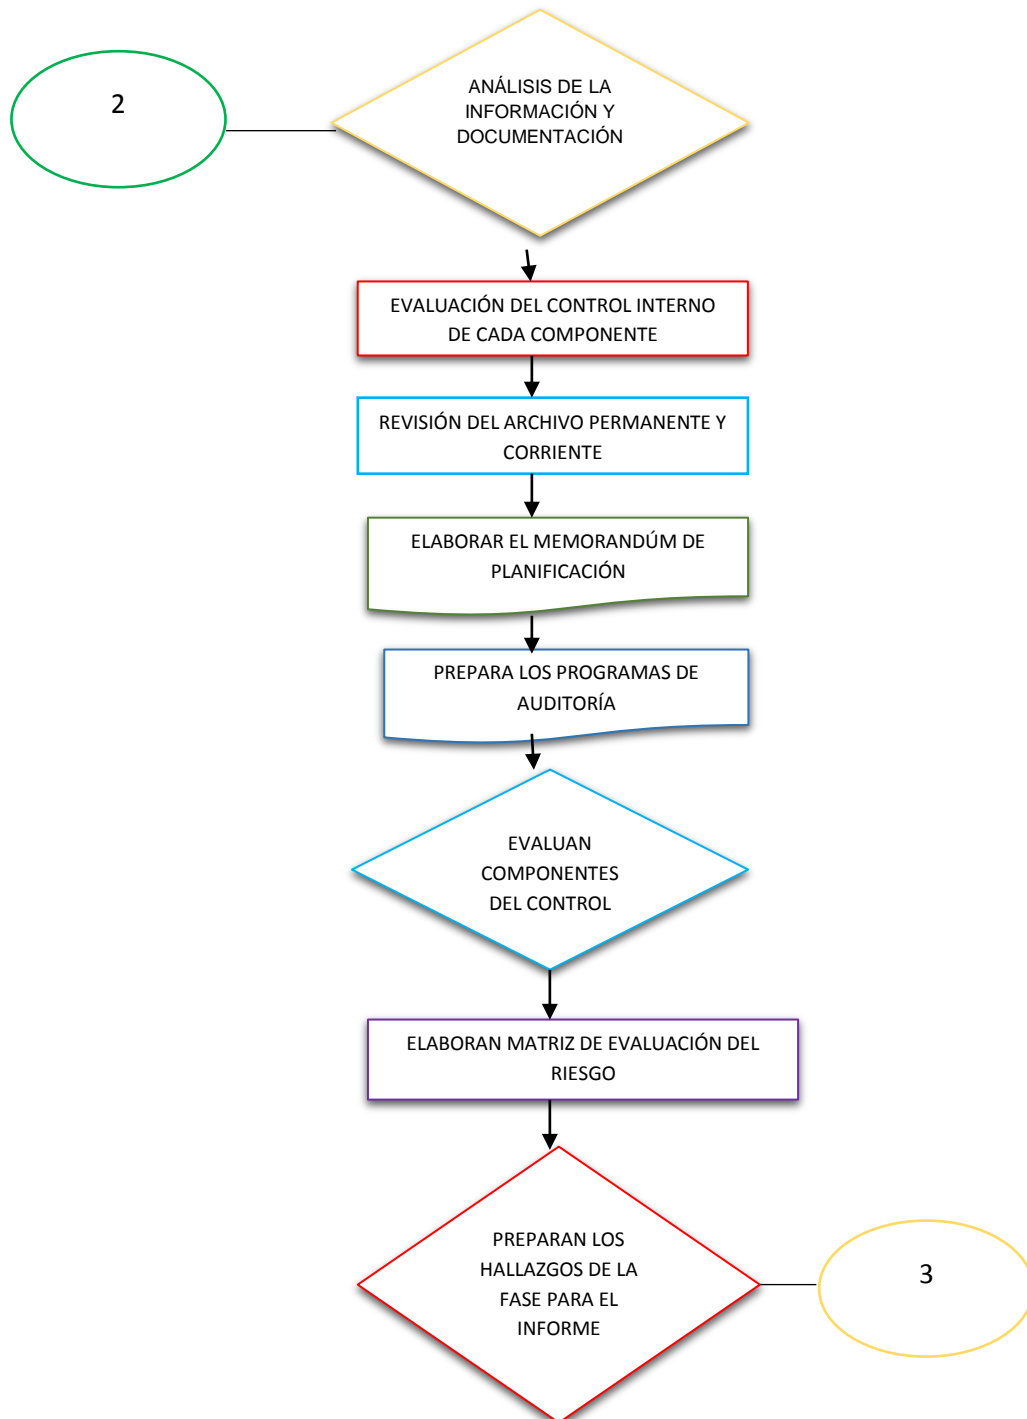 2
ANÁLISIS DE LA
INFORMACIÓN Y
DOCUMENTACIÓN
EVALUACIÓN DEL CONTROL INTERNO
DE CADA COMPONENTE
REVISIÓN DEL ARCHIVO PERMANENTE Y
CORRIENTE
ELABORAR EL MEMORANDÚM DE
PLANIFICACIÓN
PREPARA LOS PROGRAMAS DE
AUDITORÍA
EVALUAN
COMPONENTES
DEL CONTROL
ELABORAN MATRIZ DE EVALUACIÓN DEL
RIESGO
PREPARAN LOS
HALLAZGOS DE LA
FASE PARA EL
INFORME
3